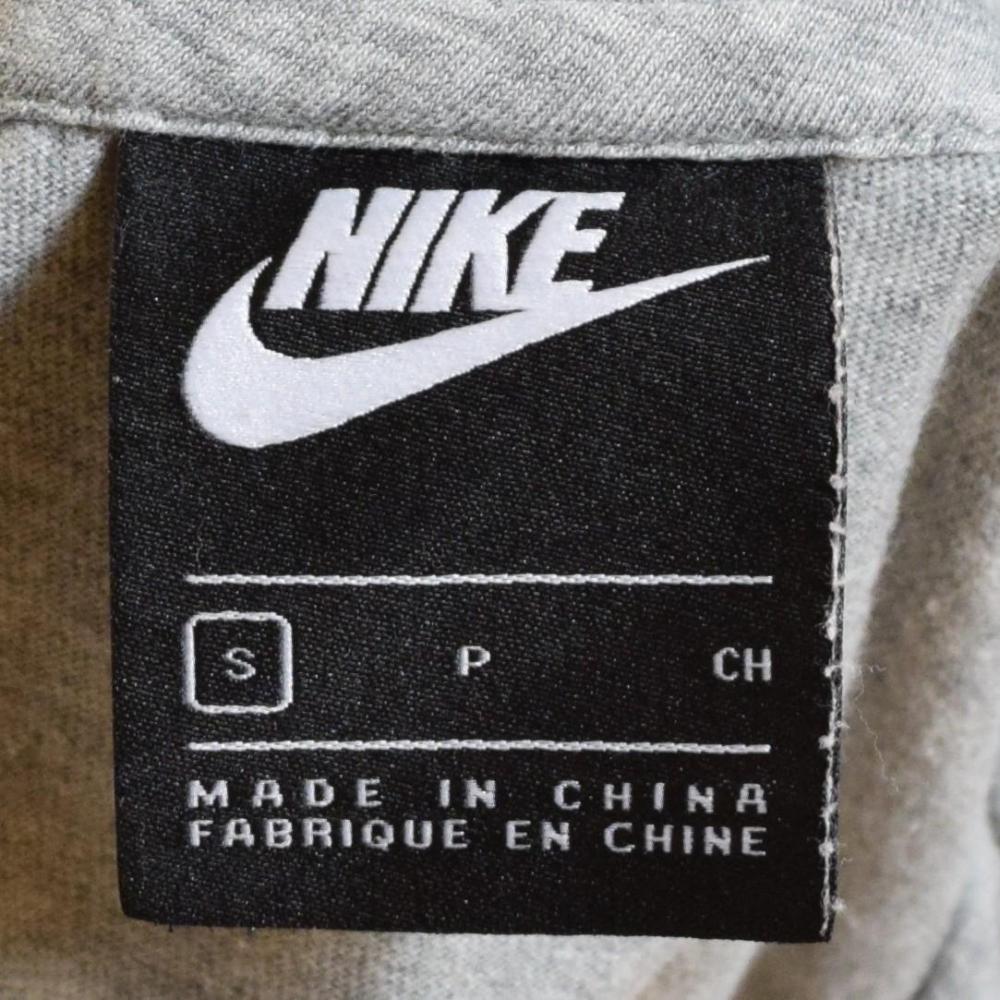 NIKE
S P CH
MADE IN CHINA
FABRIQUE EN CHINE